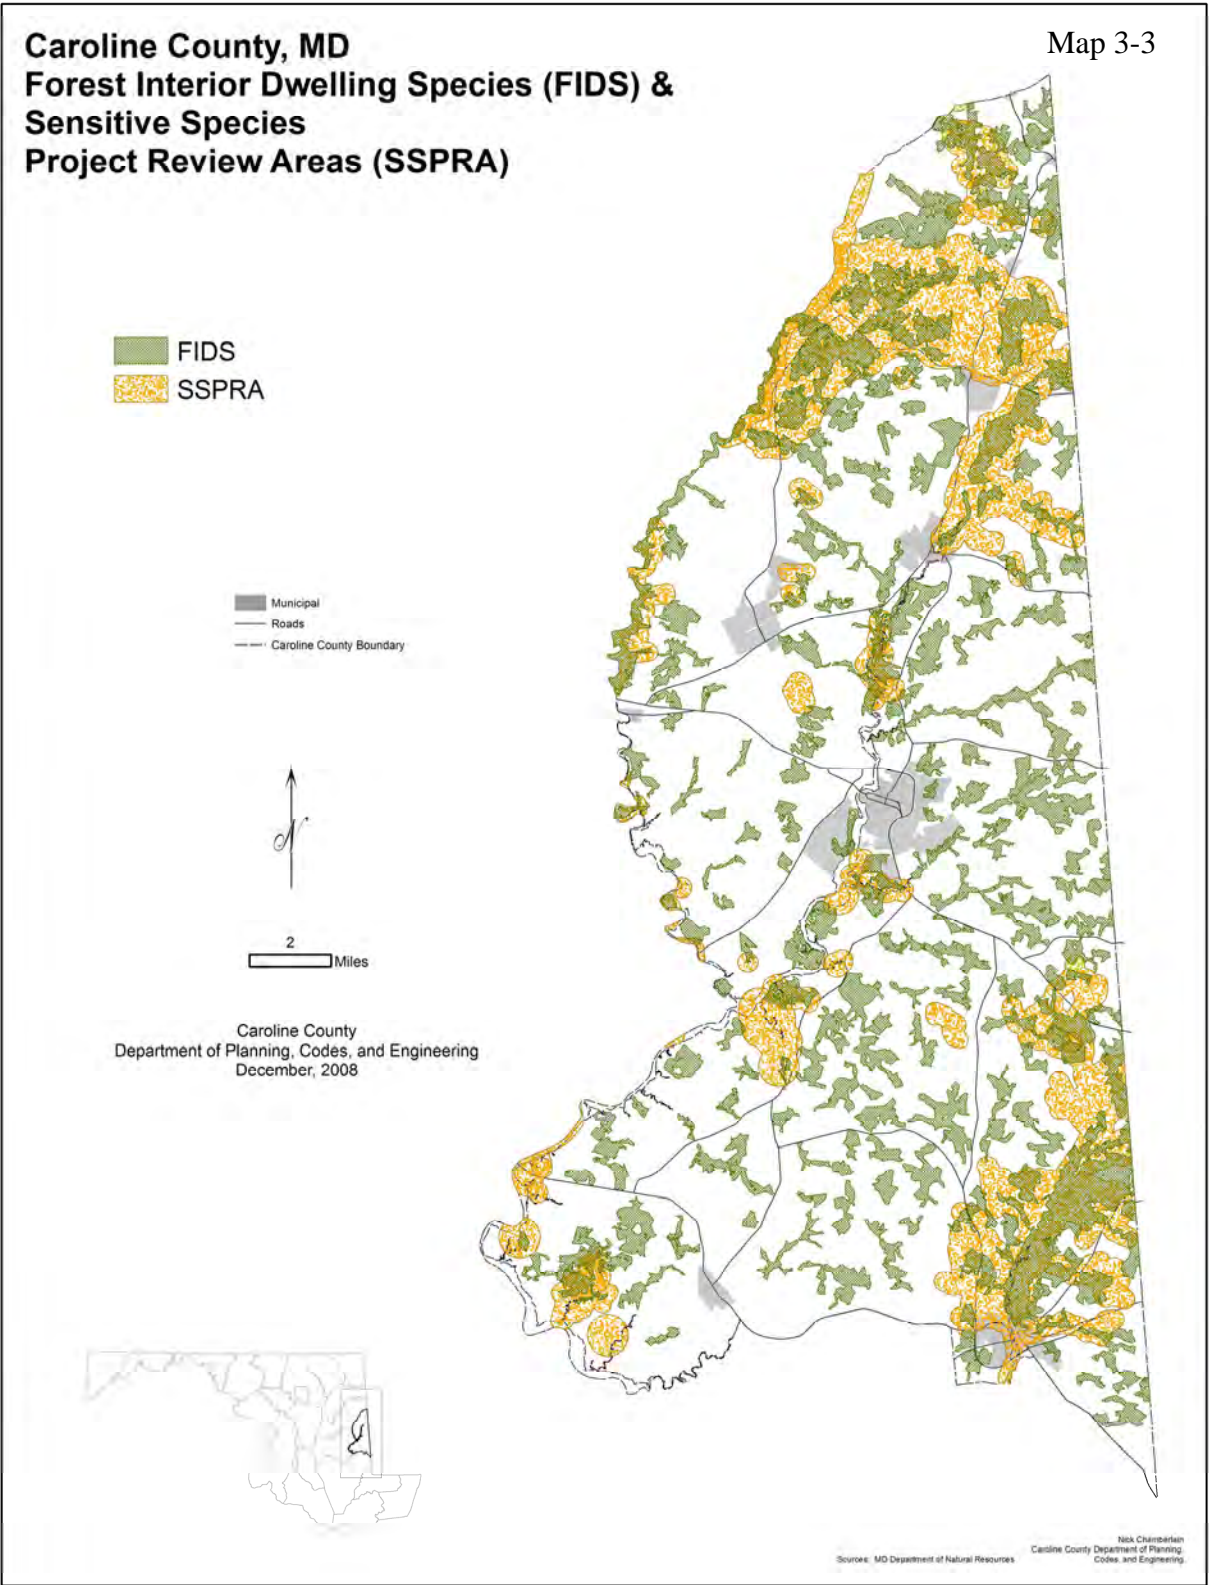 Caroline County, MD
Forest Interior Dwelling Species (FIDS) &
Sensitive Species
Project Review Areas (SSPRA)
Map 3-3
FIDS
SSPRA
Municipal
Roads
Caroline County Boundary
N
2
Miles
Caroline County
Department of Planning, Codes, and Engineering
December, 2008
Sources: MD Department of Natural Resources
Nick Chamberlain
Caroline County Department of Planning,
Codes, and Engineering.